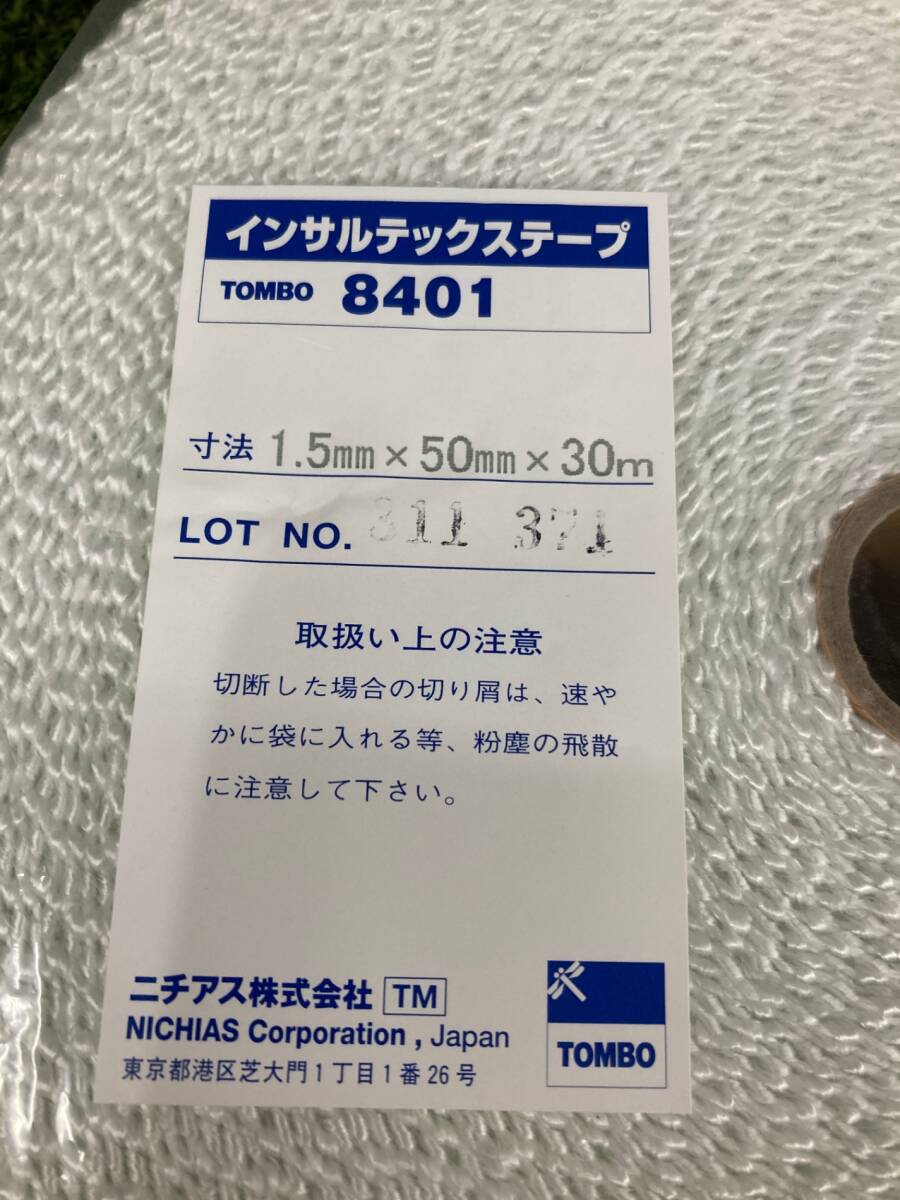 インサルテックステープ
TOMBO 8401
寸法 1.5mm×50mm×30m
LOT NO. 311 371
取扱い上の注意
切断した場合の切り屑は、速や
かに袋に入れる等、粉塵の飛散
に注意して下さい。
ニチアス株式会社 TM
NICHIAS Corporation , Japan
東京都港区芝大門1丁目1番26号
TOMBO